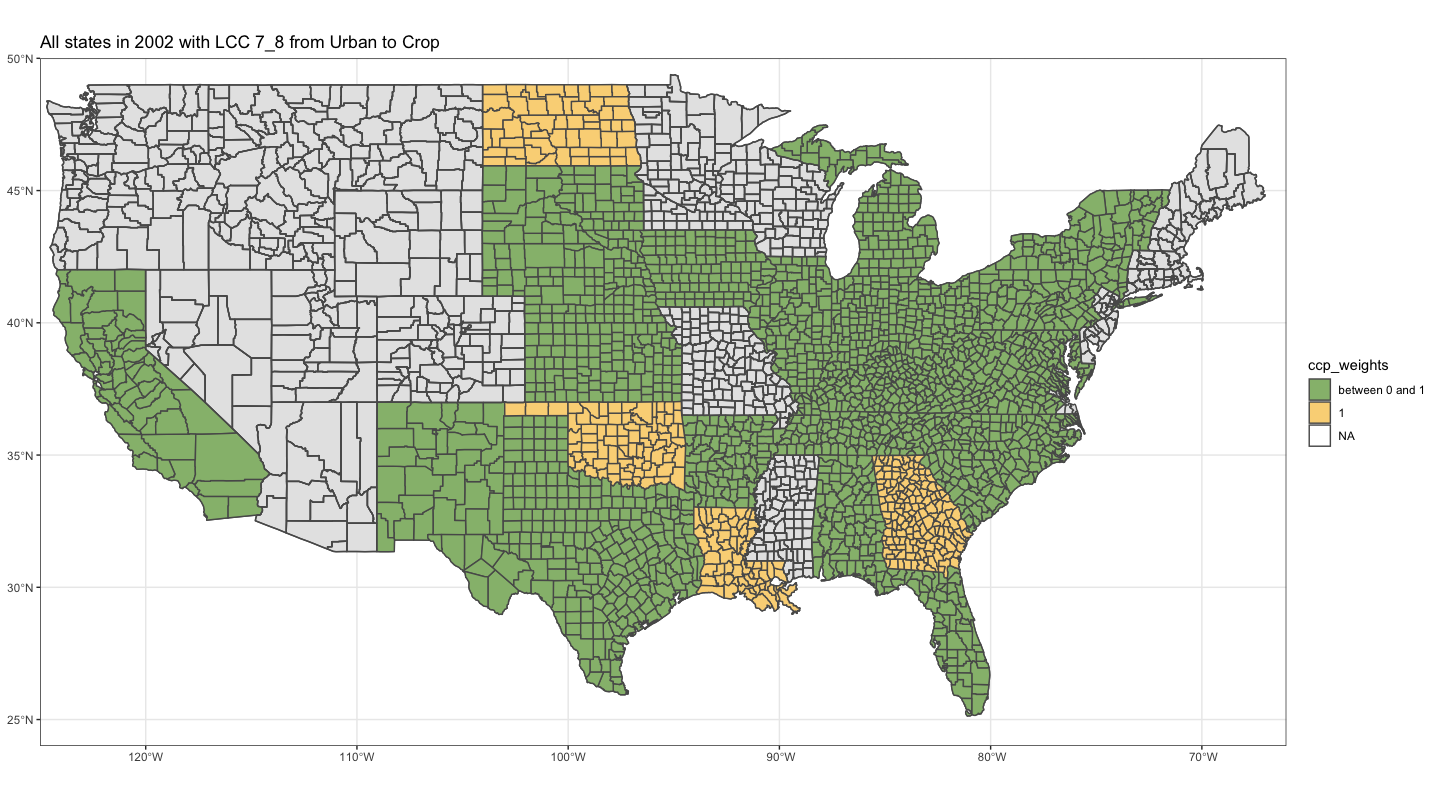 All states in 2002 with LCC 7_8 from Urban to Crop
50°N
45°N
40°N
35°N
30°N
25°N
120°W
110°W
100°W
90°W
80°W
70°W
ccp_weights
between 0 and 1
1
NA